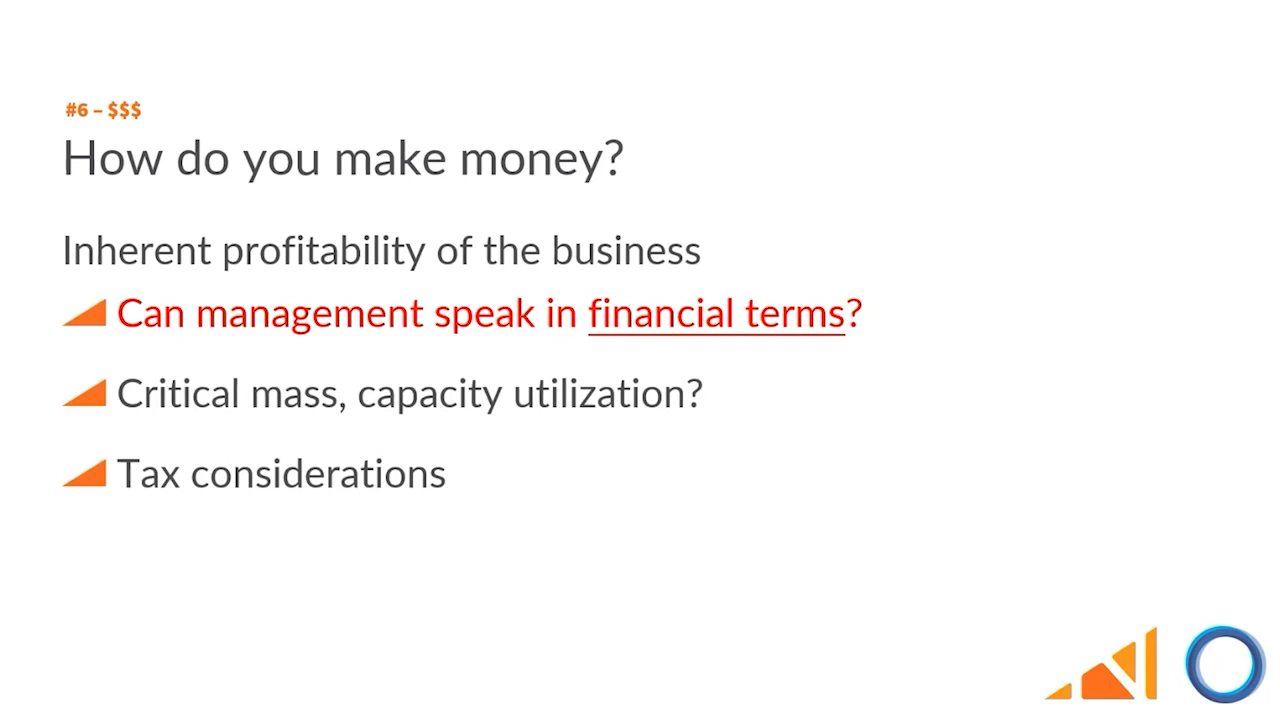 #6 – $$$
How do you make money?
Inherent profitability of the business
Can management speak in financial terms?
Critical mass, capacity utilization?
Tax considerations